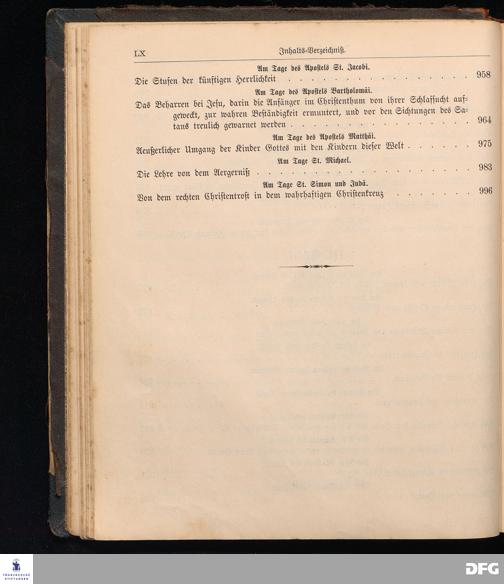 LX Inhalts-Verzeichniß.
Am Tage des Apostels St. Jacobi.
Die Stufen der künftigen Herrlichkeit . . . . . . . . . . . . . . 958
Am Tage des Apostels Bartholomäi.
Das Beharren bei Jesu, darin die Anfänger im Christenthum von ihrer Schlafsucht auf=
geweckt, zur wahren Beständigkeit ermuntert, und vor den Sichtungen des Sa=
tans treulich gewarnet werden . . . . . . . . . . . . . . 964
Am Tage des Apostels Matthäi.
Aeußerlicher Umgang der Kinder Gottes mit den Kindern dieser Welt . . . . . 975
Am Tage St. Michael.
Die Lehre von dem Aergerniß . . . . . . . . . . . . . . . . 983
Am Tage St. Simon und Judä.
Von dem rechten Christentrost in dem wahrhaftigen Christenkreuz . . . . . . . 996
FRANCKESCHE
STIFTUNGEN
DFG